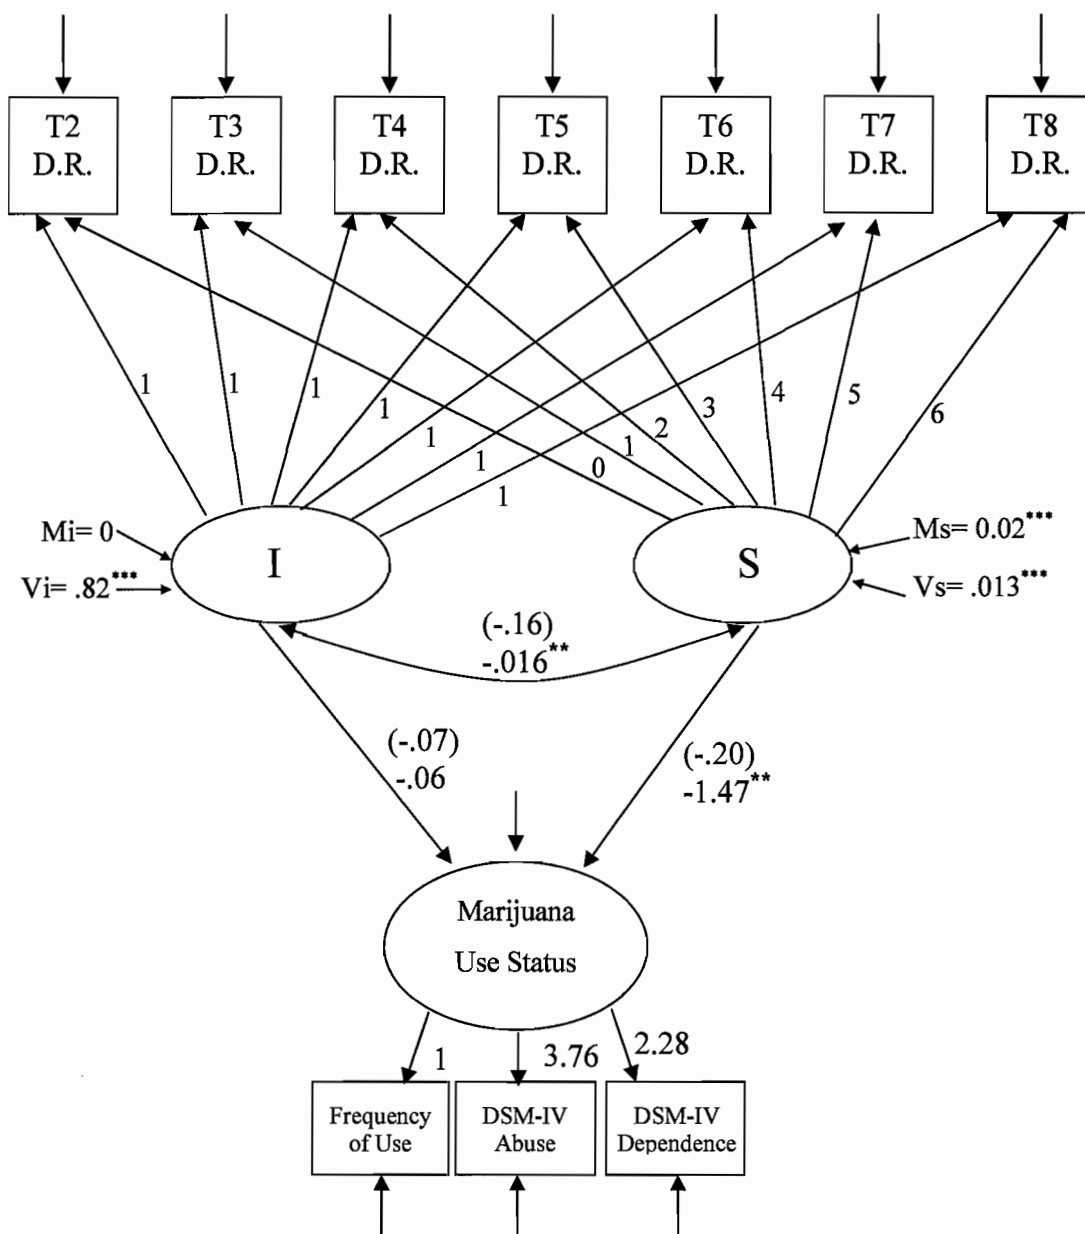 T2
D.R.
T3
D.R.
T4
D.R.
T5
D.R.
T6
D.R.
T7
D.R.
T8
D.R.
1
1
1
1
1
1
1
0
1
2
3
4
5
6
Mi= 0
Vi= .82***
I
S
Ms= 0.02***
Vs= .013***
(-.16)
-.016**
(-.07)
-.06
(-.20)
-1.47**
Marijuana
Use Status
1
3.76
2.28
Frequency
of Use
DSM-IV
Abuse
DSM-IV
Dependence